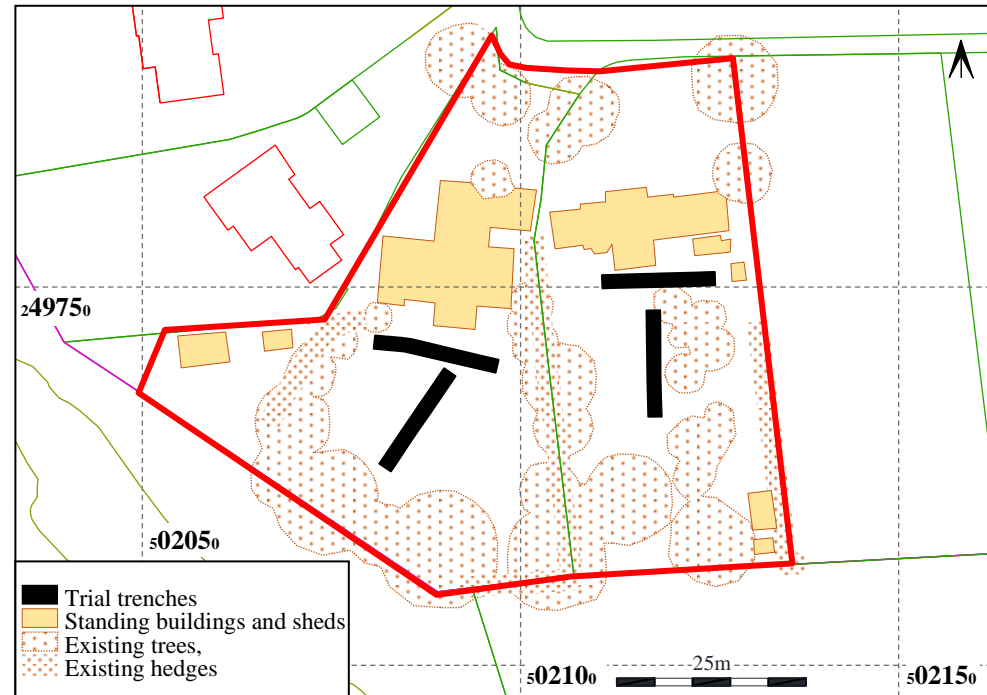 249750
502050
Trial trenches
Standing buildings and sheds
Existing trees,
Existing hedges
502100
25m
502150